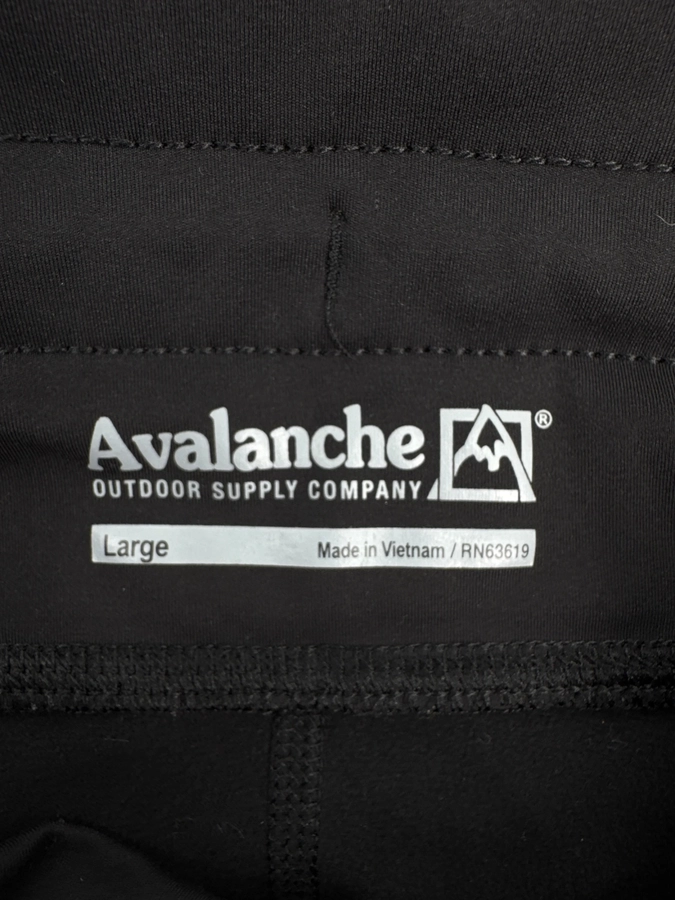 Avalanche ®
OUTDOOR SUPPLY COMPANY
Large Made in Vietnam / RN63619